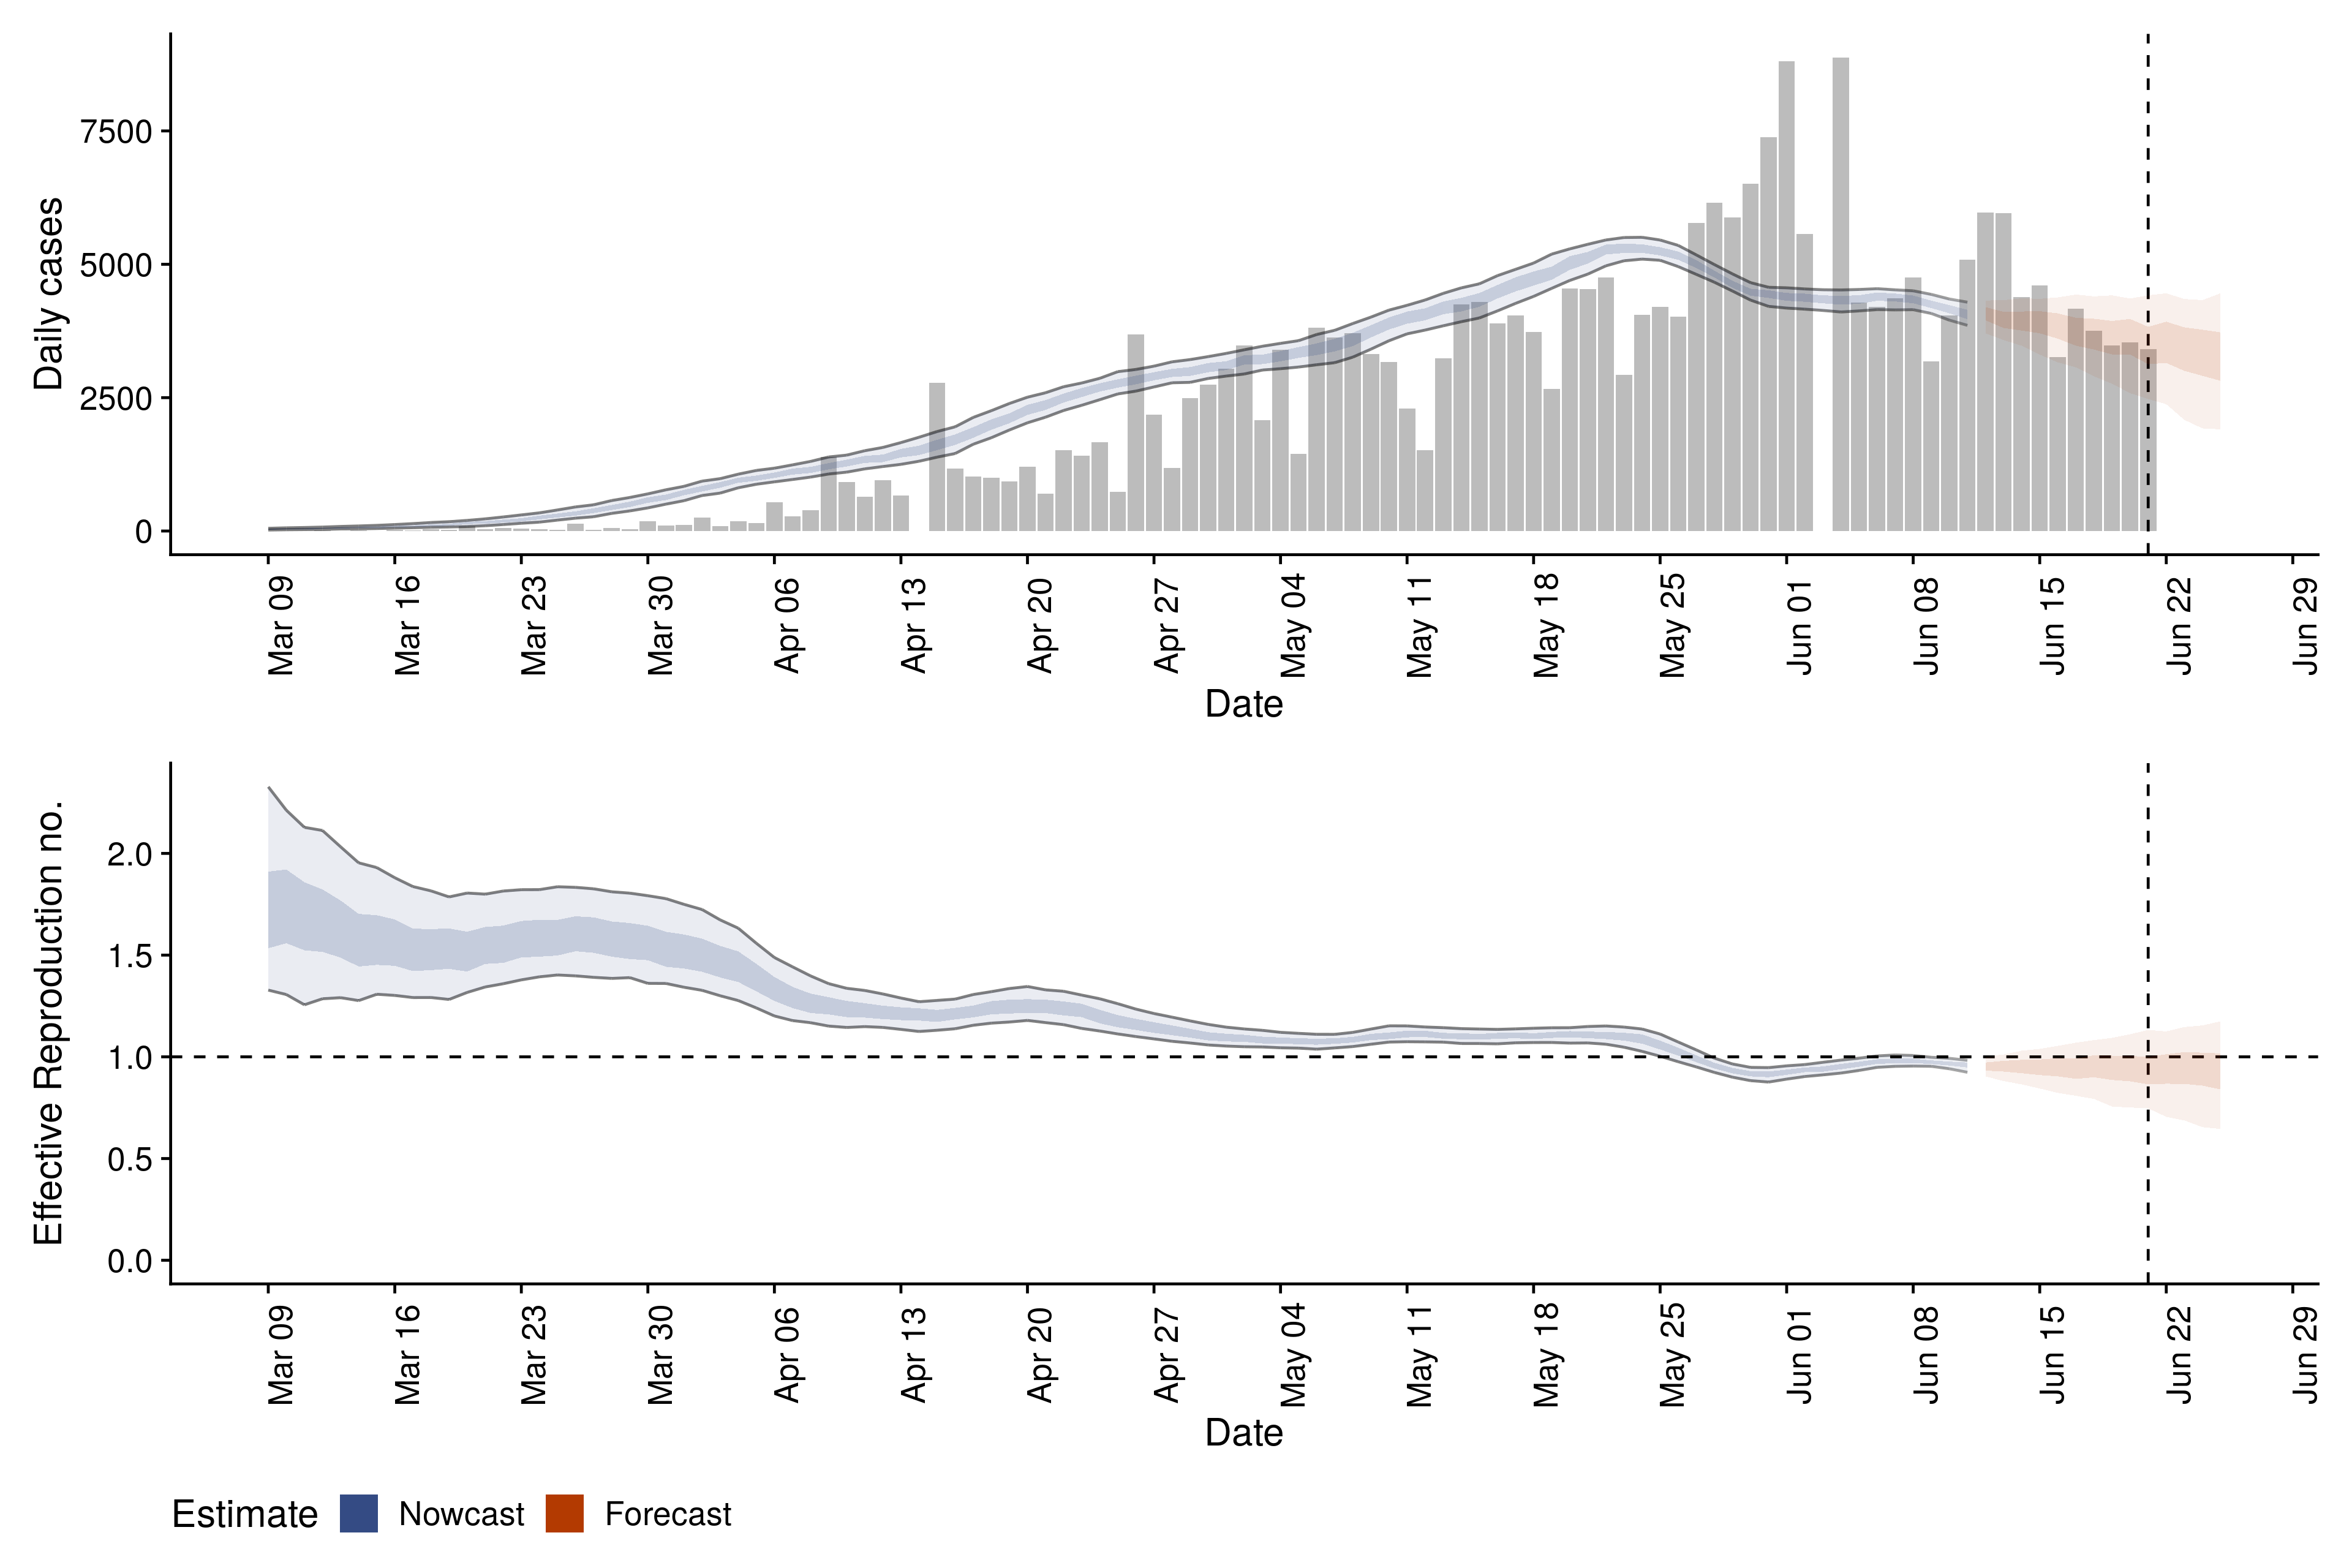 Daily cases
7500
5000
2500
0
Mar 09
Mar 16
Mar 23
Mar 30
Apr 06
Apr 13
Apr 20
Apr 27
May 04
May 11
May 18
May 25
Jun 01
Jun 08
Jun 15
Jun 22
Jun 29
Date
Effective Reproduction no.
2.0
1.5
1.0
0.5
0.0
Mar 09
Mar 16
Mar 23
Mar 30
Apr 06
Apr 13
Apr 20
Apr 27
May 04
May 11
May 18
May 25
Jun 01
Jun 08
Jun 15
Jun 22
Jun 29
Date
Estimate Nowcast Forecast